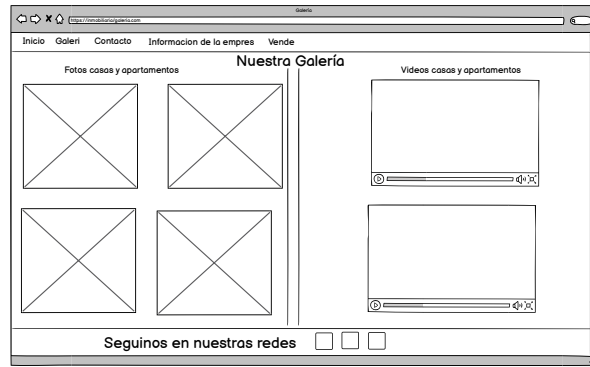 Galeria
https://inmobiliaria/galeria.com
Inicio Galeri Contacto Informacion de la empres Vende
Nuestra Galería
Fotos casas y apartamentos
Videos casas y apartamentos
Seguinos en nuestras redes